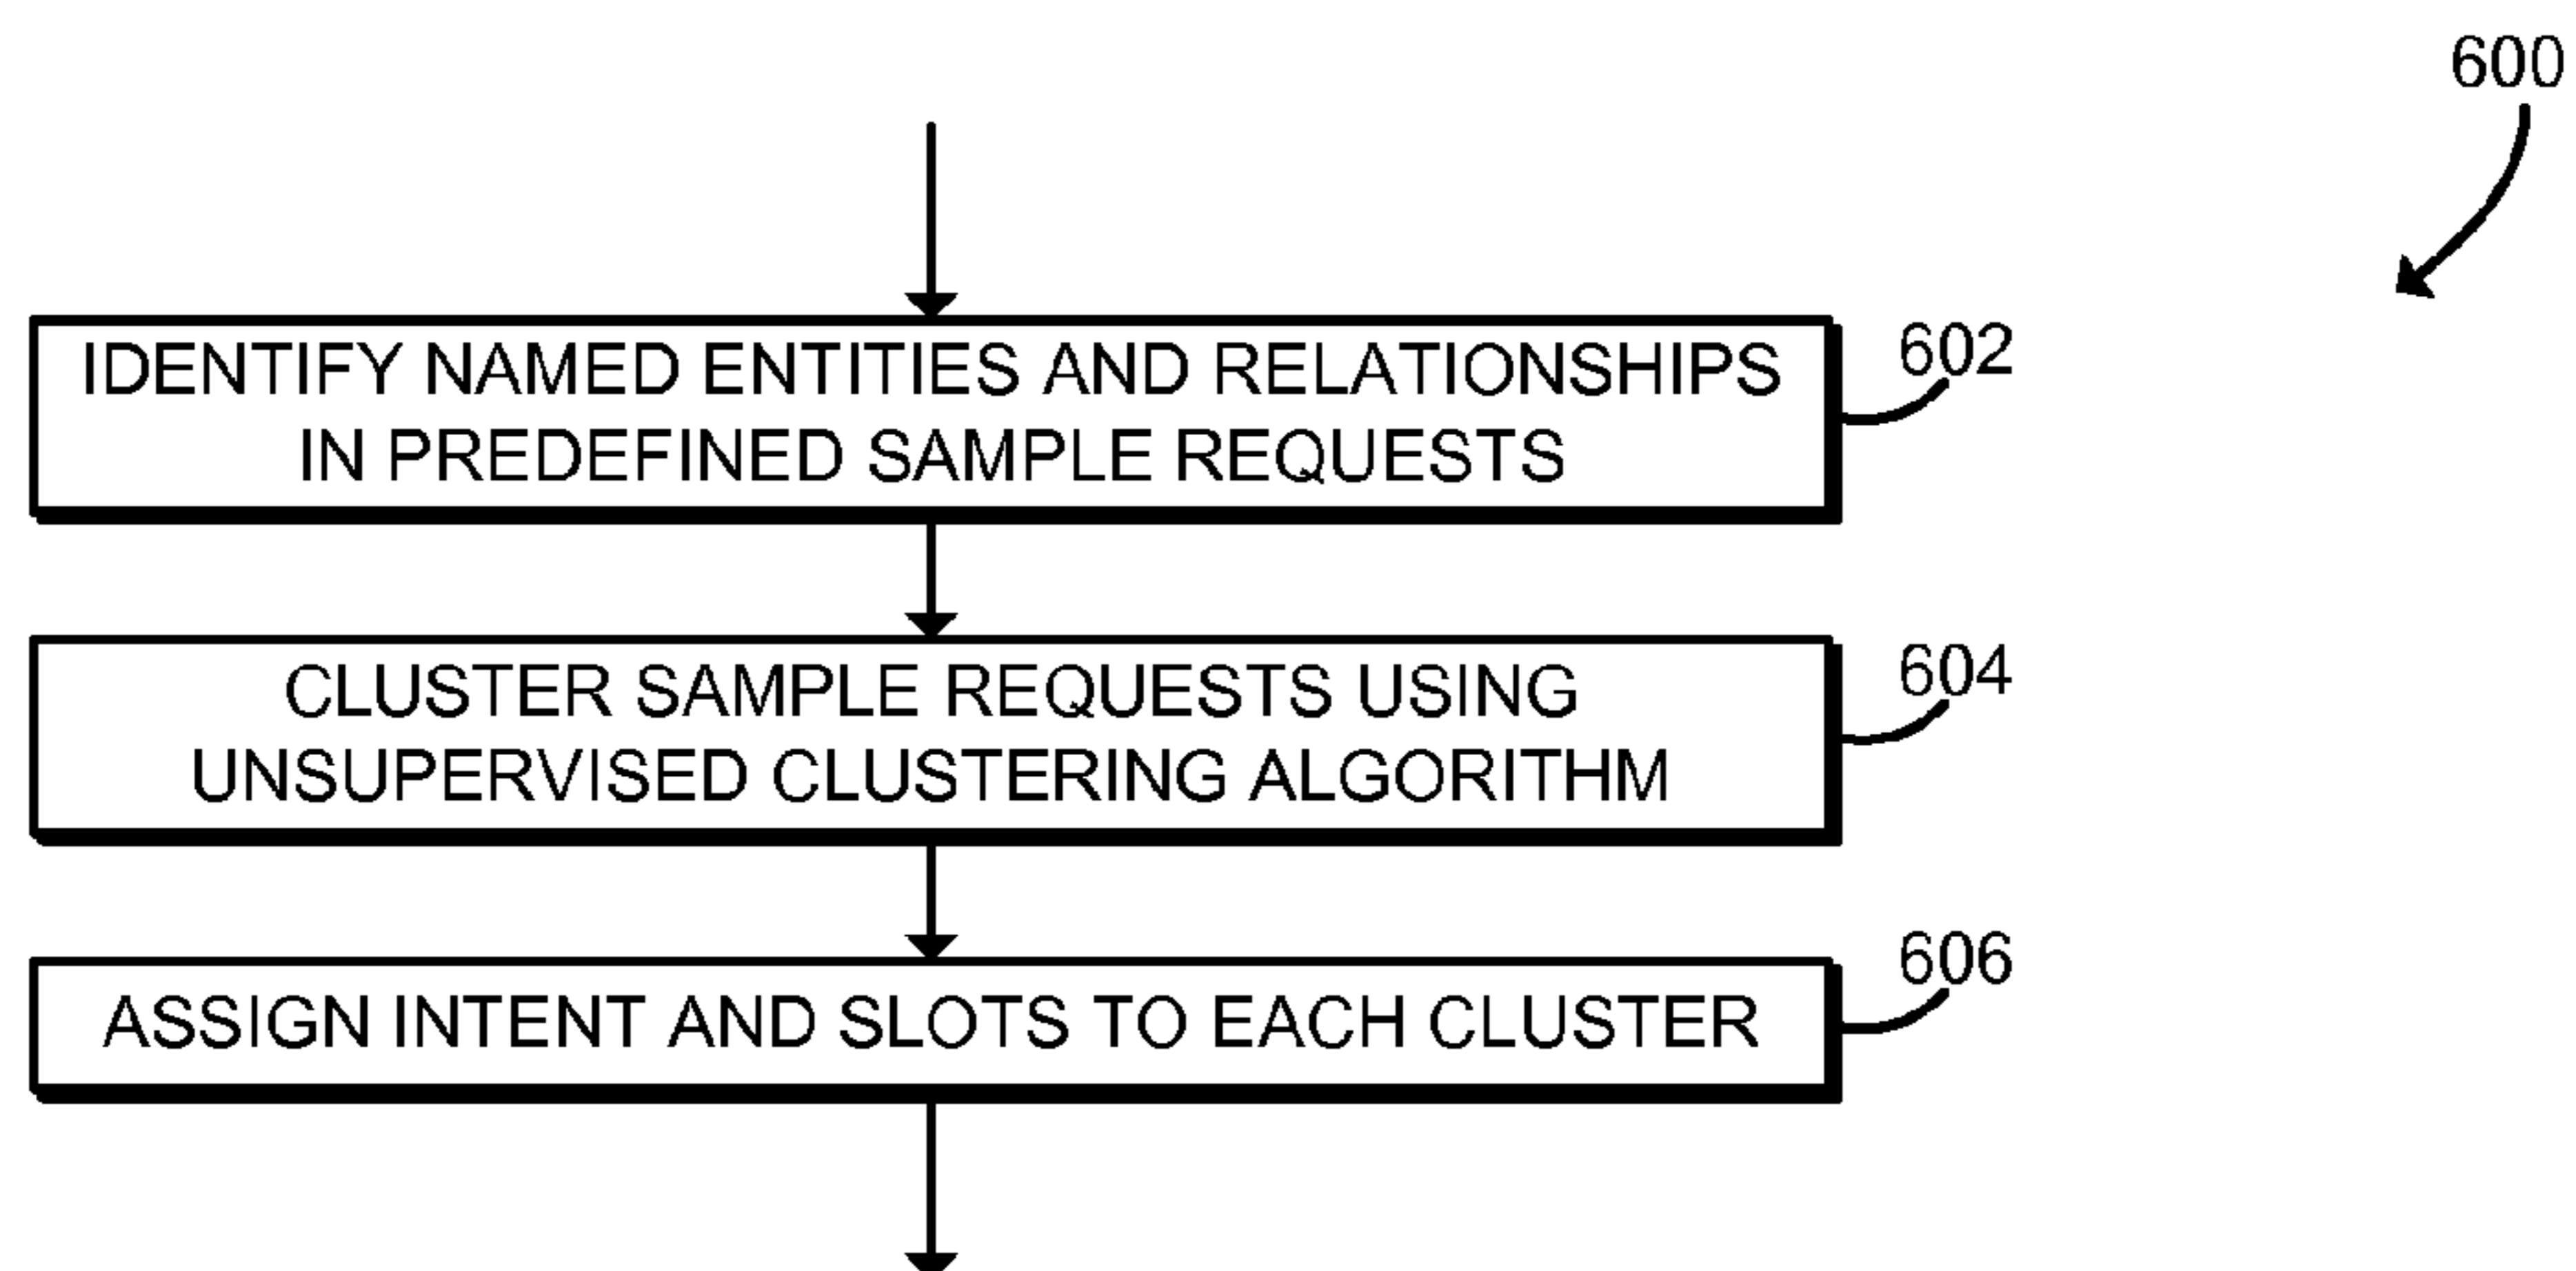 600
IDENTIFY NAMED ENTITIES AND RELATIONSHIPS
IN PREDEFINED SAMPLE REQUESTS
602
CLUSTER SAMPLE REQUESTS USING
UNSUPERVISED CLUSTERING ALGORITHM
604
ASSIGN INTENT AND SLOTS TO EACH CLUSTER
606